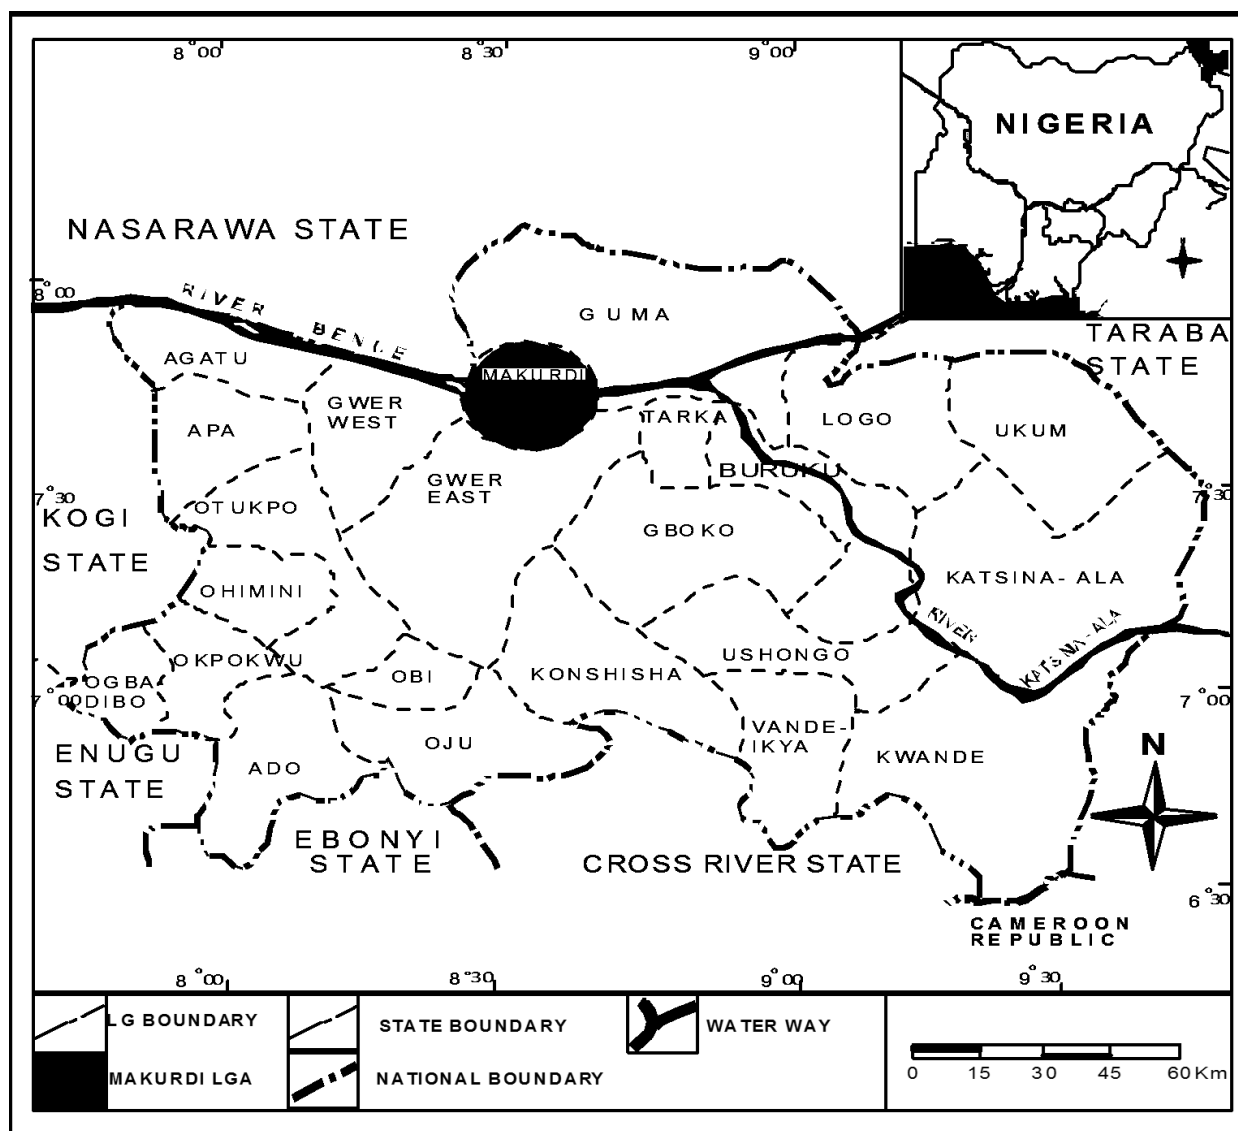 8°00
8°30
9°00
NIGERIA
NASARAWA STATE
8°00
RIVER BENUE
GUMA
TARABA
STATE
AGATU
MAKURDI
GWER
WEST
TARKA
LOGO
UKUM
APA
BURUKU
GWER
EAST
7°30
7°30
OTUKPO
KOGI
STATE
GBOKO
KATSINA-ALA
OHIMINI
RIVER KATSINA-ALA
OKPOKWU
USHONGO
OBI
KONSHISHA
OGBA
DIBO
7°00
7°00
VANDE-
IKYA
OJU
KWANDE
ENUGU
STATE
ADO
N
EBONYI
STATE
CROSS RIVER STATE
6°30
CAMEROON
REPUBLIC
8°00
8°30
9°00
9°30
LG BOUNDARY
STATE BOUNDARY
WATER WAY
MAKURDI LGA
NATIONAL BOUNDARY
0 15 30 45 60 Km